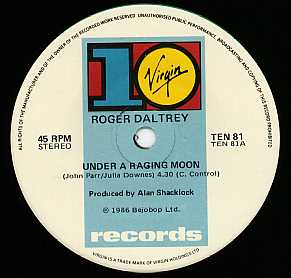 ALL RIGHTS OF THE MANUFACTURER AND OF THE OWNER OF THE RECORDED WORK RESERVED UNAUTHORISED PUBLIC PERFORMANCE, BROADCASTING AND COPYING OF THIS RECORDING PROHIBITED
10
Virgin
ROGER DALTREY
45 RPM
STEREO
TEN 81
TEN 81A
UNDER A RAGING MOON
(John Parr/Julia Downes) 4.30 (C. Control)
Produced by Alan Shacklock
℗ 1986 Bejobop Ltd.
records
VIRGIN IS A TRADE MARK OF VIRGIN HOLDINGS LTD